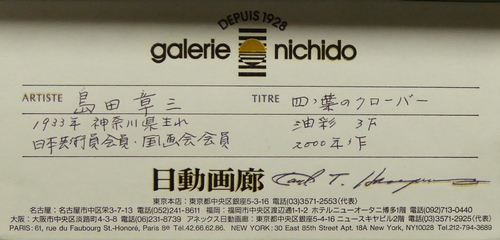 DEPUIS 1928
galerie nichido
ARTISTE 島田章三 TITRE 四ツ葉のクローバー
1933年 神奈川県生れ 油彩 3F
日本芸術院会員・国画会会員 2000年作
日動画廊
東京本店：東京都中央区銀座5-3-16 電話(03)3571-2553(代表)
名古屋：名古屋市中区栄3-7-13 電話(052)241-8611 福岡：福岡市中央区渡辺通1-1-2 ホテルニューオータニ博多1階 電話(092)713-0440
大阪：大阪市中央区淡路町4-3-8 電話(06)231-8739 アネックス日動画廊：東京都中央区銀座5-4-16 ニュースキヤビル2階 電話(03)3571-2925(代表)
PARIS: 61, rue du Faubourg St.-Honoré, Paris 8e Tél.42.66.62.86. NEW YORK: 30 East 85th Street Apt. 18A New York, NY10028 Tel.212-794-3689